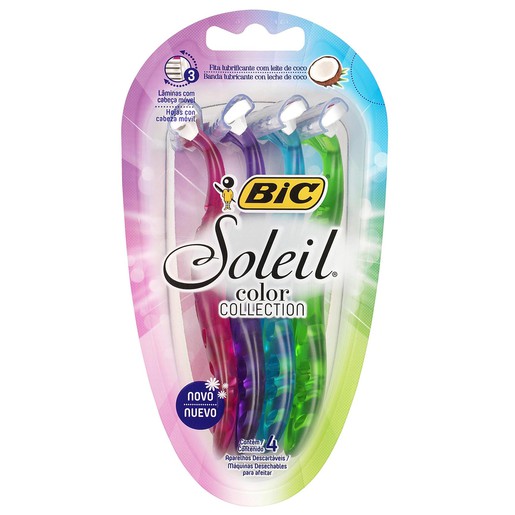 3
Fita lubrificante com leite de coco
Banda lubricante con leche de coco
Lâminas com
cabeça móvel
Hojas con
cabeza móvil
BIC
Soleil®
color
COLLECTION
NOVO
NUEVO
Contém /
Contenido 4
Aparelhos Descartáveis /
Máquinas Desechables
para afeitar